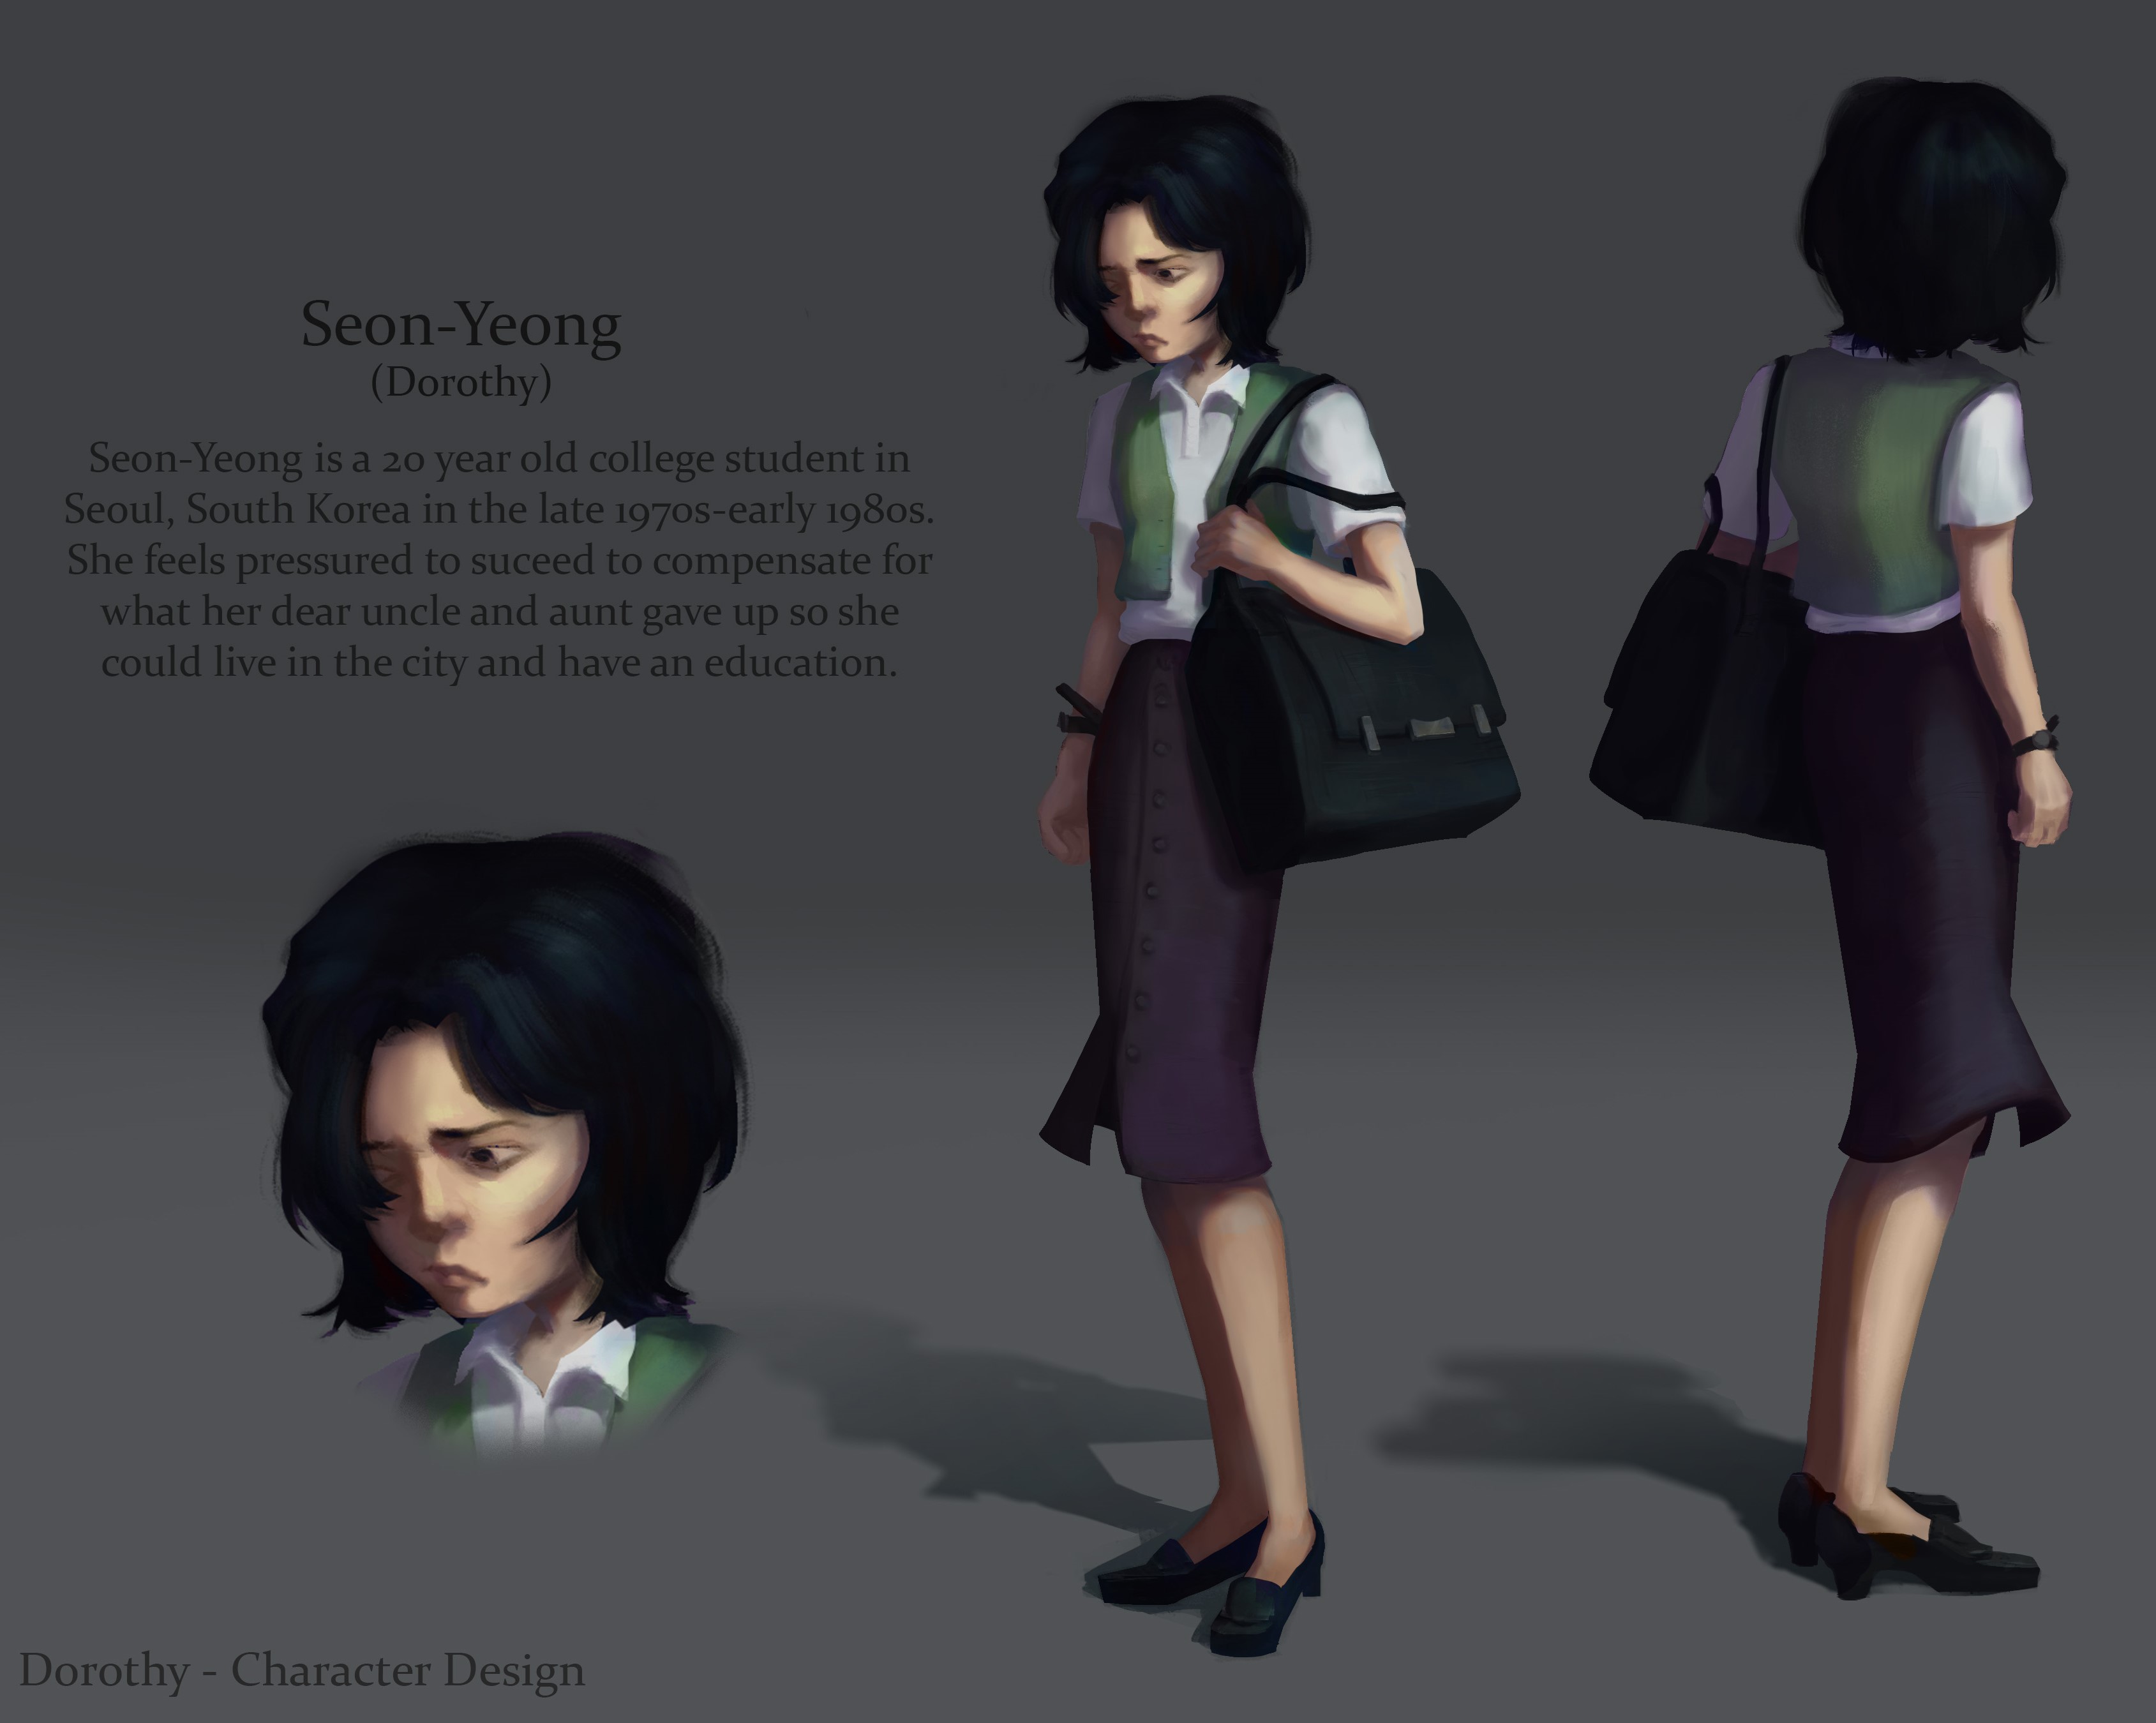 Seon-Yeong
(Dorothy)
Seon-Yeong is a 20 year old college student in
Seoul, South Korea in the late 1970s-early 1980s.
She feels pressured to suceed to compensate for
what her dear uncle and aunt gave up so she
could live in the city and have an education.
Dorothy - Character Design